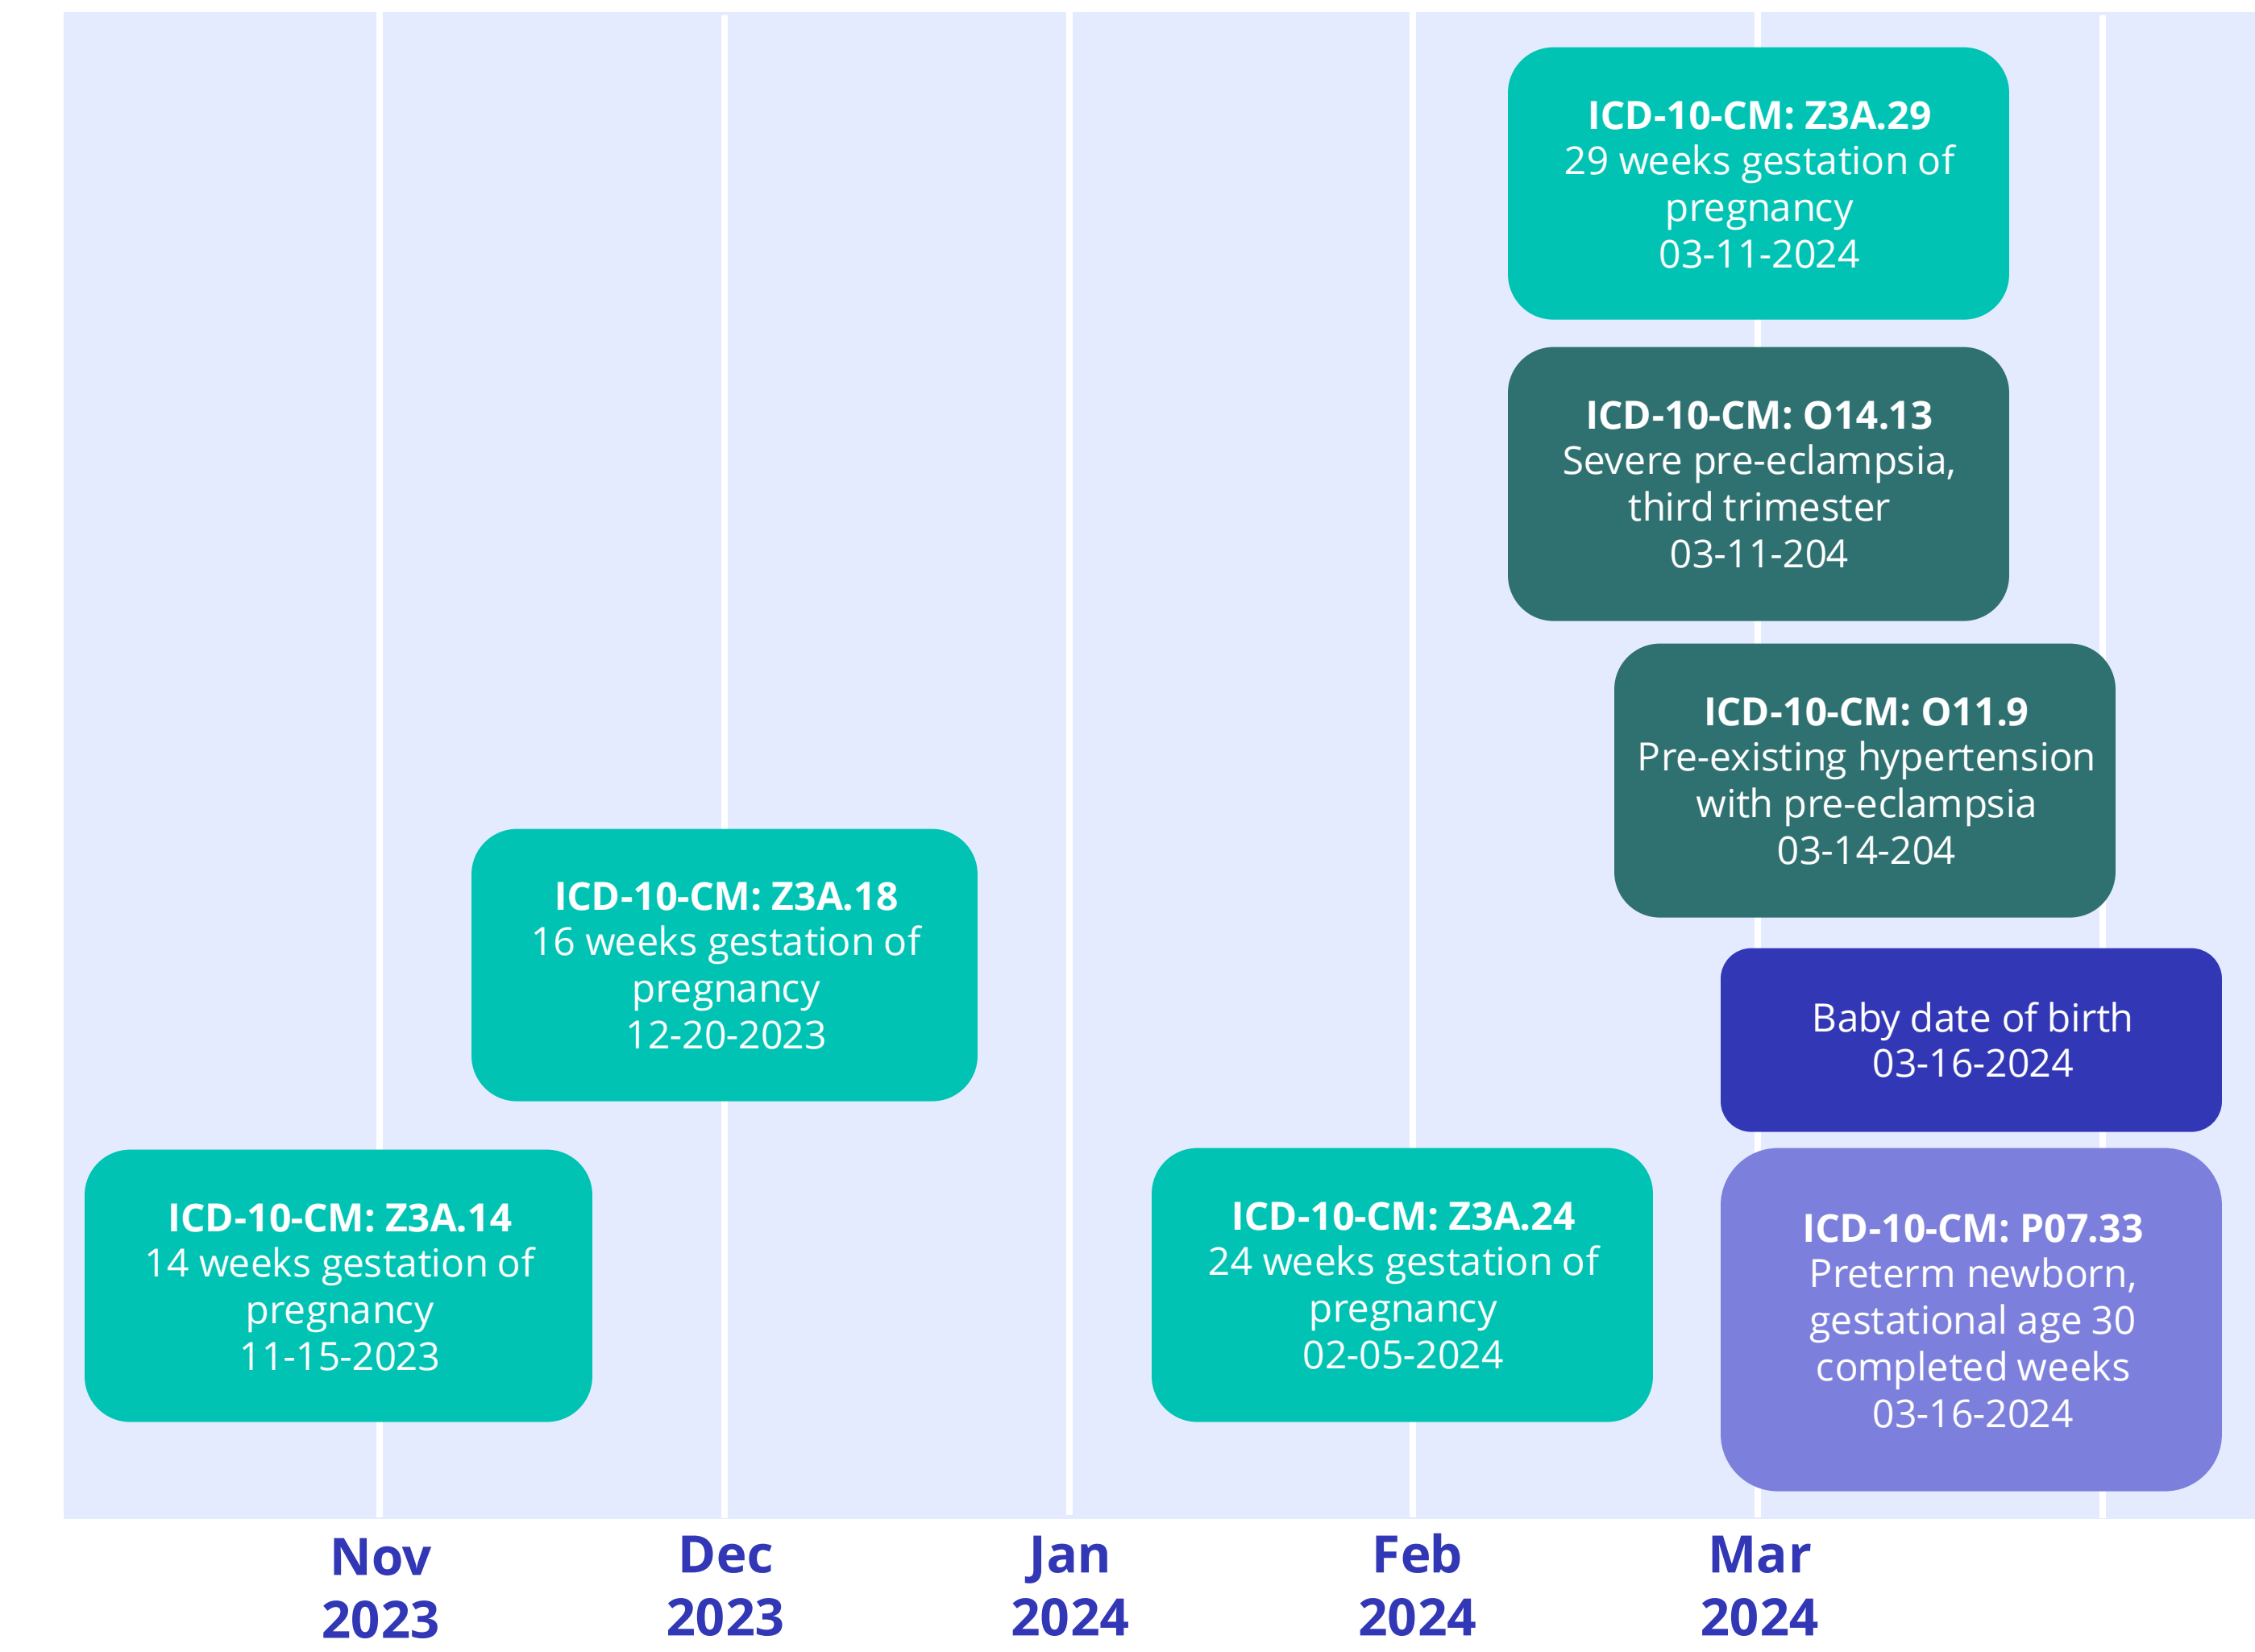 ICD-10-CM: Z3A.29
29 weeks gestation of
pregnancy
03-11-2024
ICD-10-CM: O14.13
Severe pre-eclampsia,
third trimester
03-11-204
ICD-10-CM: O11.9
Pre-existing hypertension
with pre-eclampsia
03-14-204
ICD-10-CM: Z3A.18
16 weeks gestation of
pregnancy
12-20-2023
Baby date of birth
03-16-2024
ICD-10-CM: Z3A.14
14 weeks gestation of
pregnancy
11-15-2023
ICD-10-CM: Z3A.24
24 weeks gestation of
pregnancy
02-05-2024
ICD-10-CM: P07.33
Preterm newborn,
gestational age 30
completed weeks
03-16-2024
Nov
2023
Dec
2023
Jan
2024
Feb
2024
Mar
2024